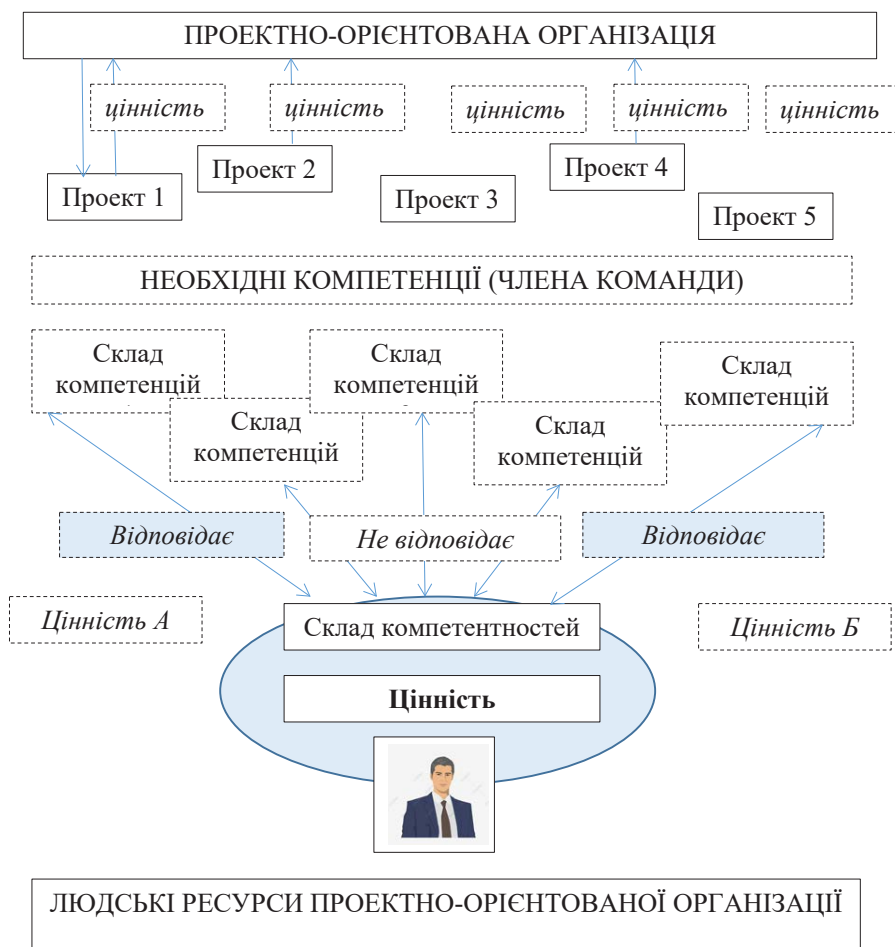 ПРОЕКТНО-ОРІЄНТОВАНА ОРГАНІЗАЦІЯ
цінність
цінність
цінність
цінність
цінність
Проект 1
Проект 2
Проект 3
Проект 4
Проект 5
НЕОБХІДНІ КОМПЕТЕНЦІЇ (ЧЛЕНА КОМАНДИ)
Склад
компетенцій
Склад
компетенцій
Склад
компетенцій
Склад
компетенцій
Склад
компетенцій
Відповідає
Не відповідає
Відповідає
Цінність А
Склад компетентностей
Цінність Б
Цінність
ЛЮДСЬКІ РЕСУРСИ ПРОЕКТНО-ОРІЄНТОВАНОЇ ОРГАНІЗАЦІЇ